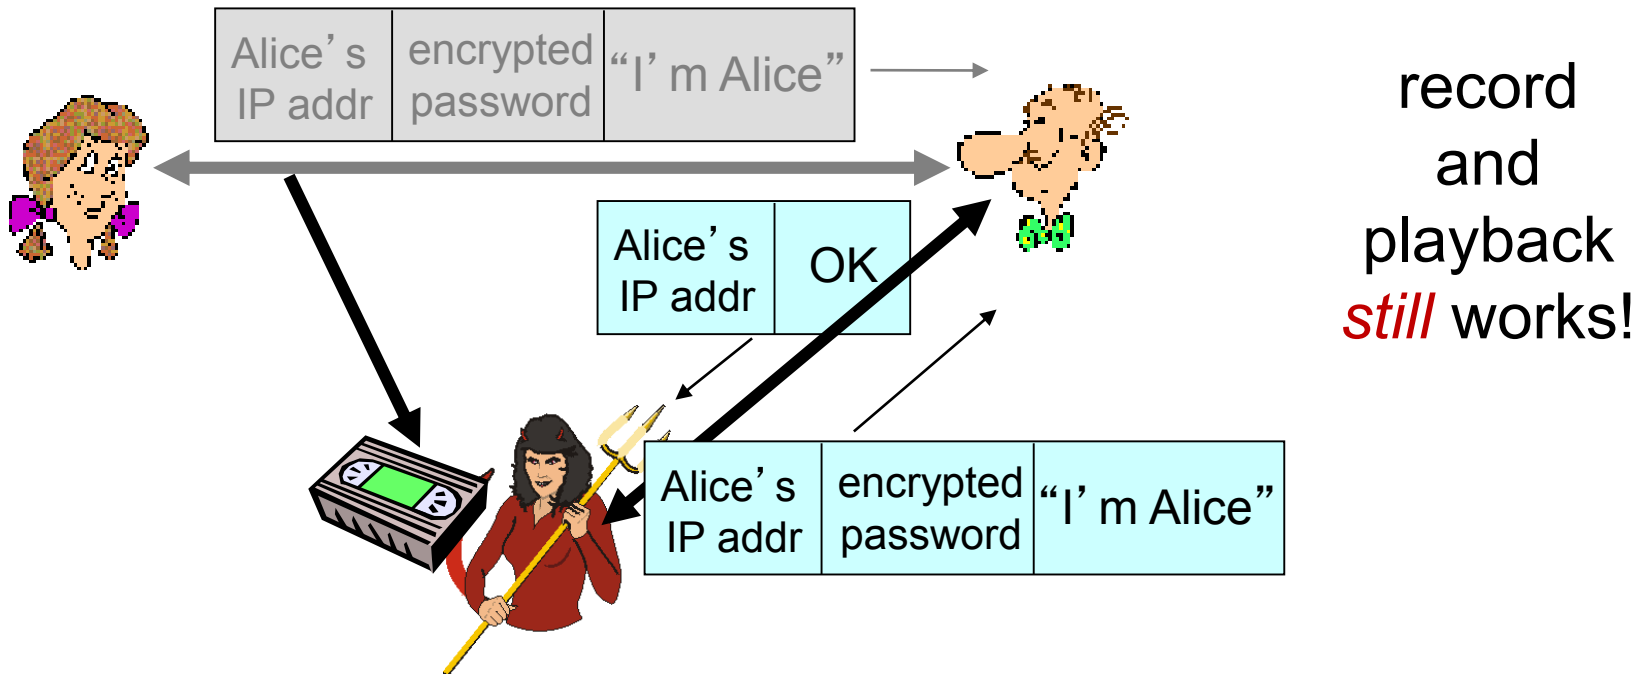 Alice’s
IP addr
encrypted
password
“I’m Alice”
record
and
playback
still works!
Alice’s
IP addr
OK
Alice’s
IP addr
encrypted
password
“I’m Alice”